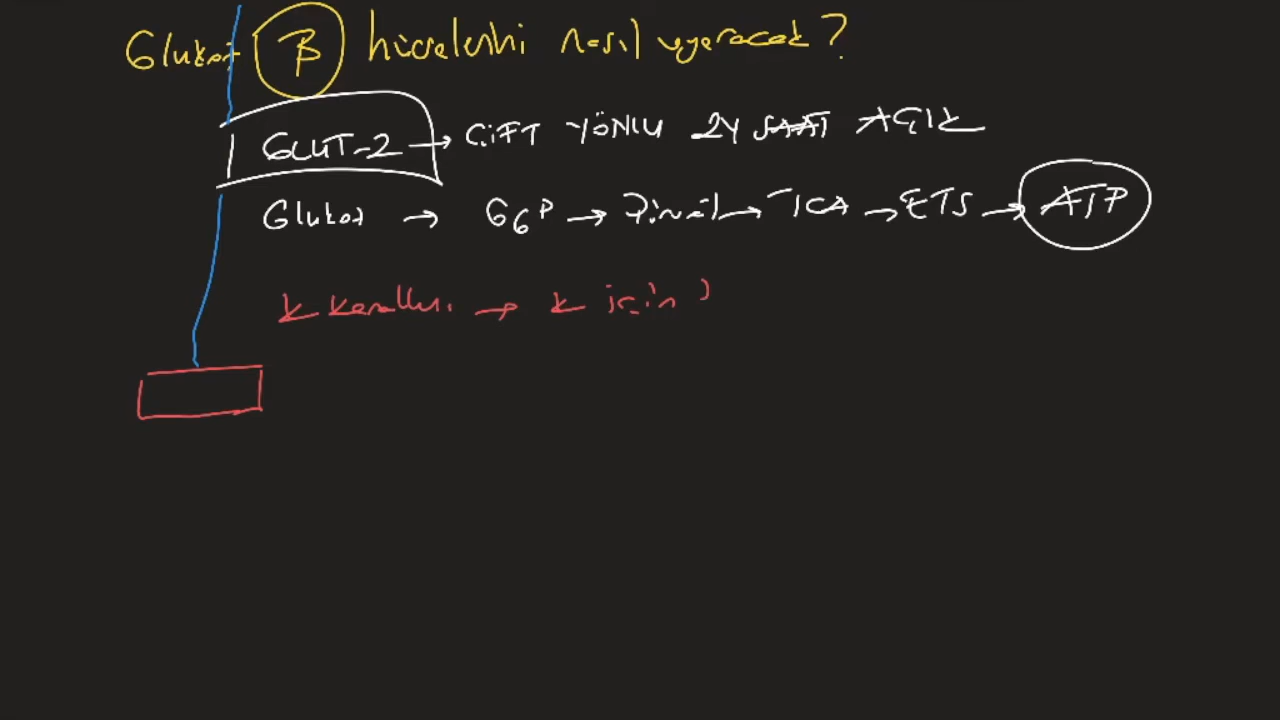 Glukoz β hücrelerini nasıl uyaracak?
GLUT-2 → ÇİFT YÖNLÜ 24 SAAT AÇIK
Glukoz → G6P → Pirüvat → TCA → ETS → ATP
K kanalları → K için